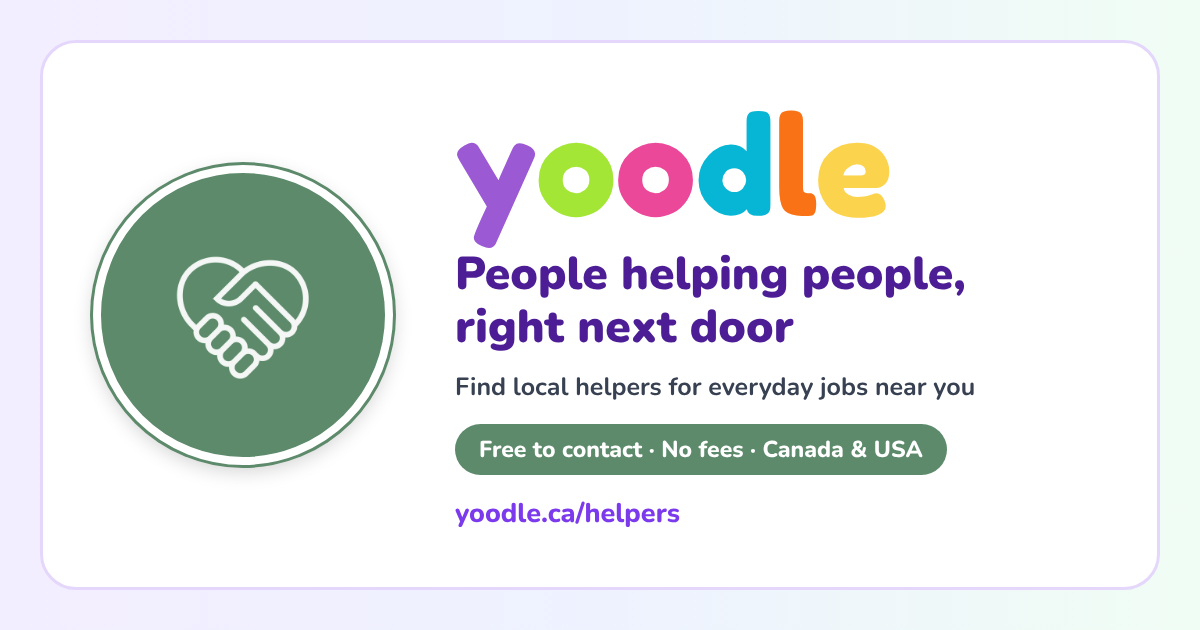 yoodle
People helping people,
right next door
Find local helpers for everyday jobs near you
Free to contact · No fees · Canada & USA
yoodle.ca/helpers